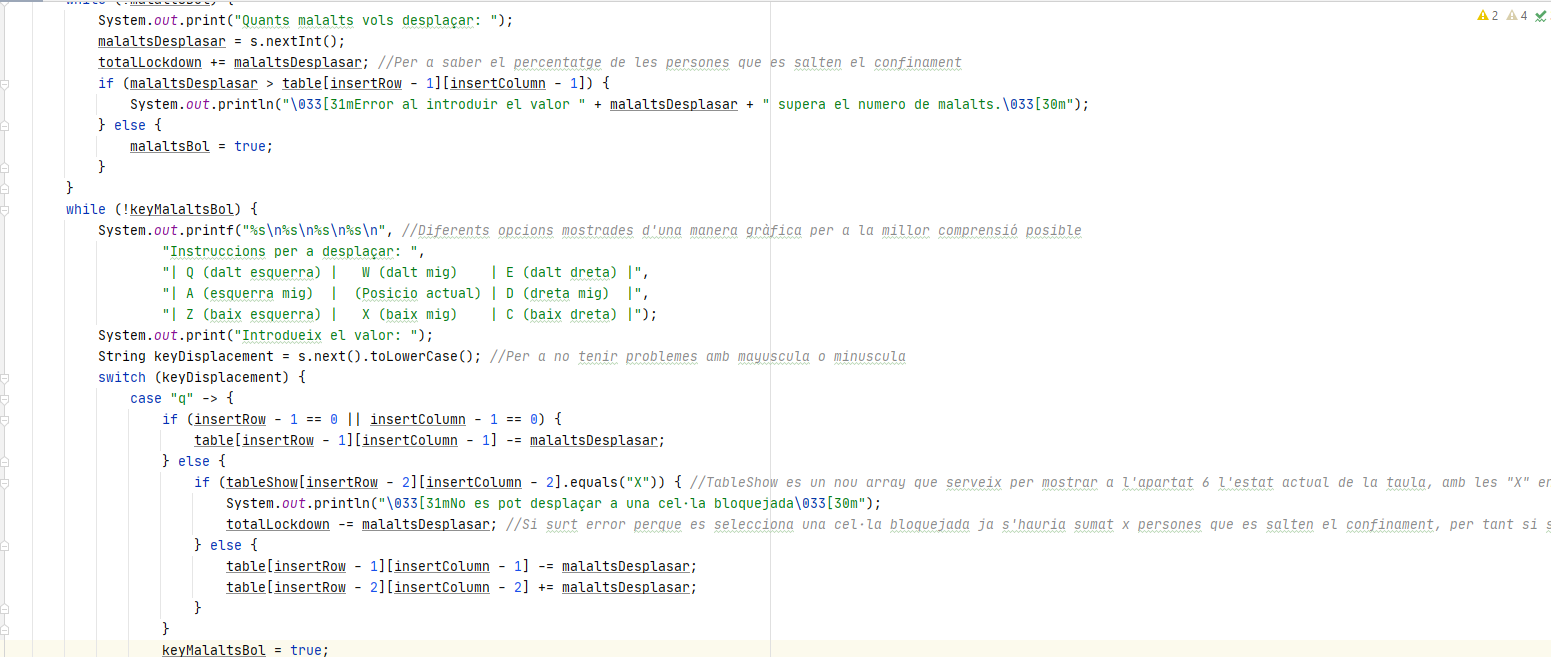 while (!malaltsBol) {
2 4
System.out.print("Quants malalts vols desplaçar: ");
malaltsDesplasar = s.nextInt();
totalLockdown += malaltsDesplasar; //Per a saber el percentatge de les persones que es salten el confinament
if (malaltsDesplasar > table[insertRow - 1][insertColumn - 1]) {
System.out.println("\033[31mError al introduir el valor " + malaltsDesplasar + " supera el numero de malalts.\033[30m");
} else {
malaltsBol = true;
}
}
while (!keyMalaltsBol) {
System.out.printf("%s\n%s\n%s\n%s\n", //Diferents opcions mostrades d'una manera gràfica per a la millor comprensió posible
"Instruccions per a desplaçar: ",
"| Q (dalt esquerra) |   W (dalt mig)    | E (dalt dreta) |",
"| A (esquerra mig)  |  (Posicio actual) | D (dreta mig)  |",
"| Z (baix esquerra) |   X (baix mig)    | C (baix dreta) |");
System.out.print("Introdueix el valor: ");
String keyDisplacement = s.next().toLowerCase(); //Per a no tenir problemes amb mayuscula o minuscula
switch (keyDisplacement) {
case "q" -> {
if (insertRow - 1 == 0 || insertColumn - 1 == 0) {
table[insertRow - 1][insertColumn - 1] -= malaltsDesplasar;
} else {
if (tableShow[insertRow - 2][insertColumn - 2].equals("X")) { //TableShow es un nou array que serveix per mostrar a l'apartat 6 l'estat actual de la taula, amb les "X" en
System.out.println("\033[31mNo es pot desplaçar a una cel·la bloquejada\033[30m");
totalLockdown -= malaltsDesplasar; //Si surt error perque es selecciona una cel·la bloquejada ja s'hauria sumat x persones que es salten el confinament, per tant si s
} else {
table[insertRow - 1][insertColumn - 1] -= malaltsDesplasar;
table[insertRow - 2][insertColumn - 2] += malaltsDesplasar;
}
}
keyMalaltsBol = true;